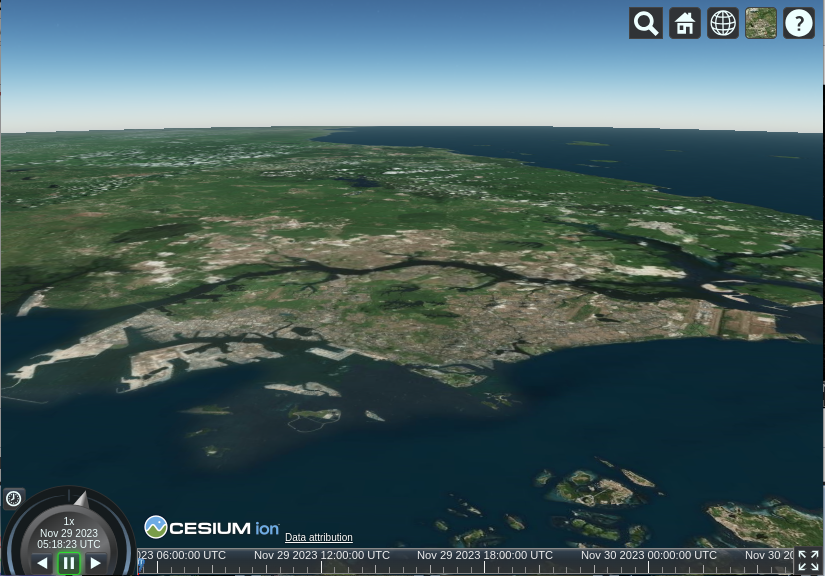 ?
1x
Nov 29 2023
05:18:23 UTC
CESIUM ion
Data attribution
23 06:00:00 UTC
Nov 29 2023 12:00:00 UTC
Nov 29 2023 18:00:00 UTC
Nov 30 2023 00:00:00 UTC
Nov 30 20